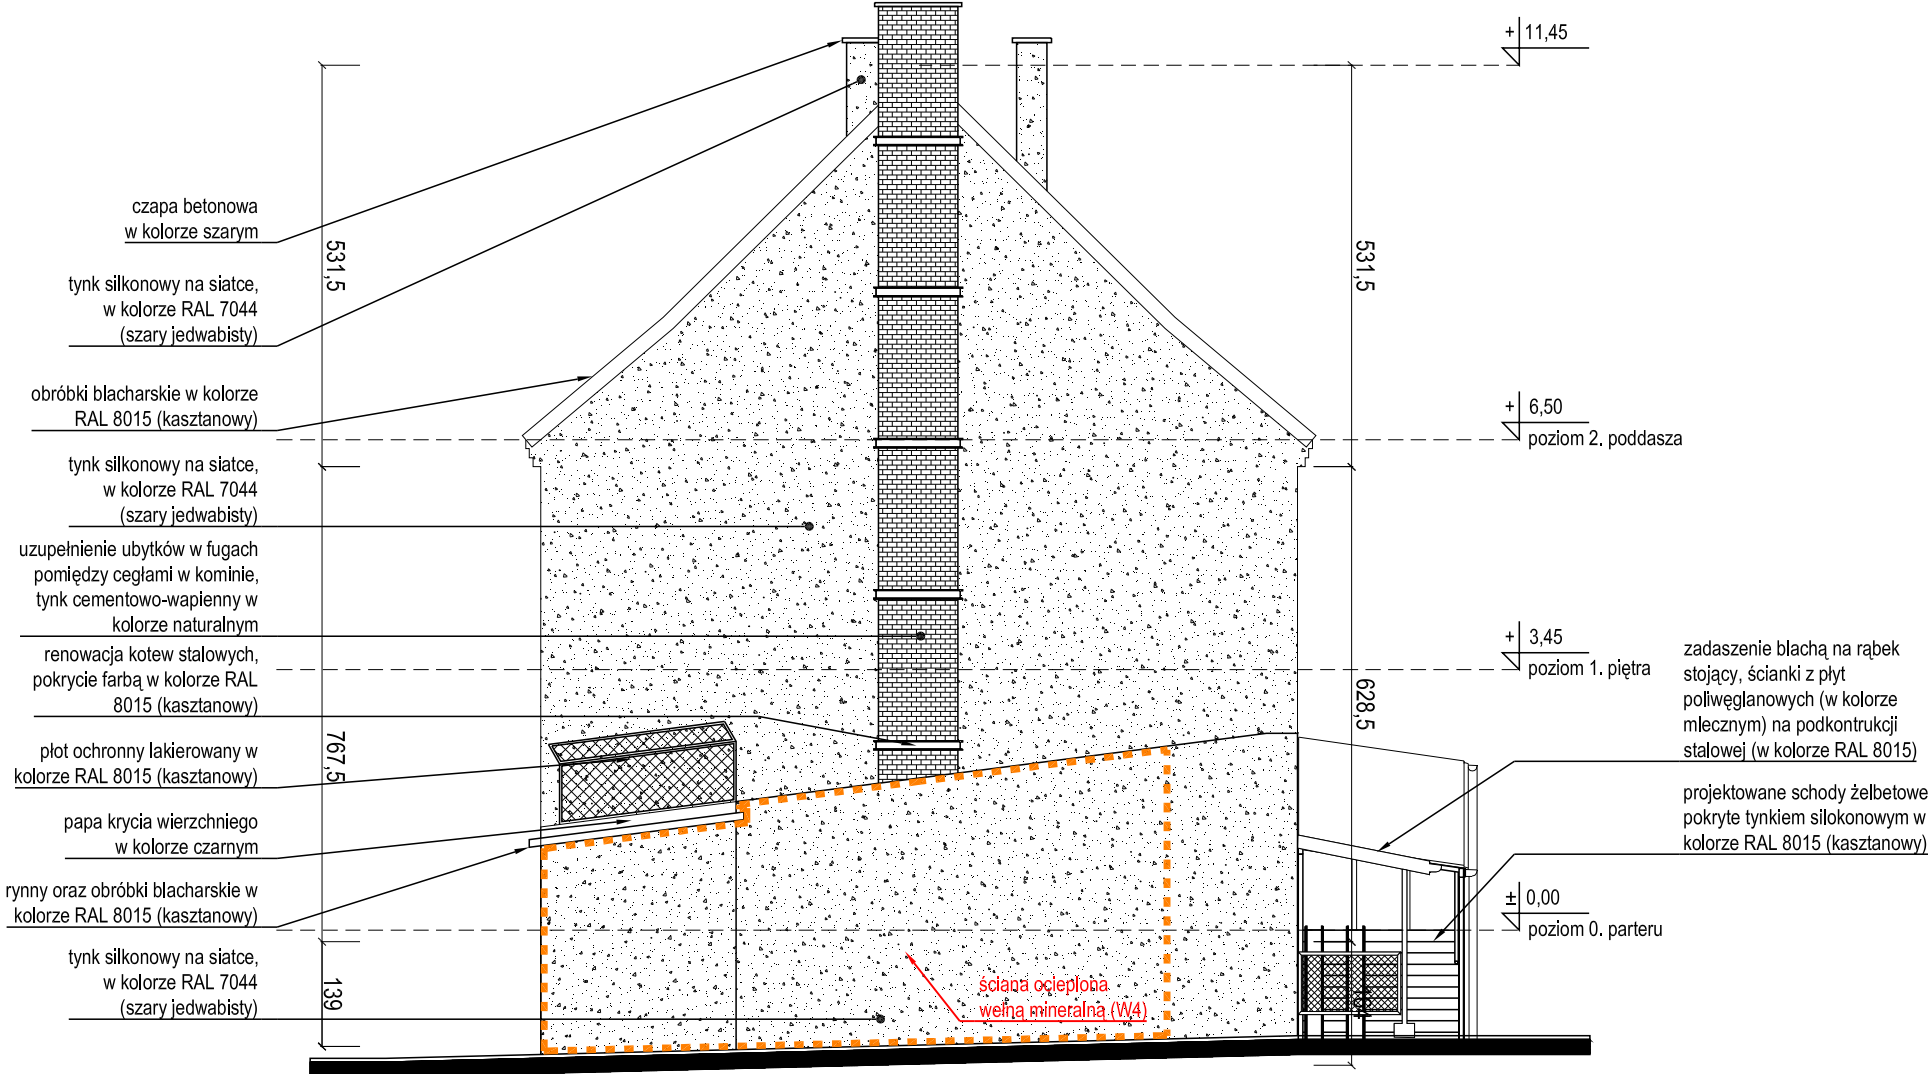 czapa betonowa
w kolorze szarym
tynk silkonowy na siatce,
w kolorze RAL 7044
(szary jedwabisty)
obróbki blacharskie w kolorze
RAL 8015 (kasztanowy)
tynk silkonowy na siatce,
w kolorze RAL 7044
(szary jedwabisty)
uzupełnienie ubytków w fugach
pomiędzy cegłami w kominie,
tynk cementowo-wapienny w
kolorze naturalnym
renowacja kotew stalowych,
pokrycie farbą w kolorze RAL
8015 (kasztanowy)
płot ochronny lakierowany w
kolorze RAL 8015 (kasztanowy)
papa krycia wierzchniego
w kolorze czarnym
rynny oraz obróbki blacharskie w
kolorze RAL 8015 (kasztanowy)
tynk silkonowy na siatce,
w kolorze RAL 7044
(szary jedwabisty)
531,5
767,5
139
ściana ocieplona
wełną mineralna (W4)
531,5
628,5
+ 11,45
+ 6,50
poziom 2. poddasza
+ 3,45
poziom 1. piętra
± 0,00
poziom 0. parteru
zadaszenie blachą na rąbek
stojący, ścianki z płyt
poliwęglanowych (w kolorze
mlecznym) na podkontrukcji
stalowej (w kolorze RAL 8015)
projektowane schody żelbetowe
pokryte tynkiem silokonowym w
kolorze RAL 8015 (kasztanowy)